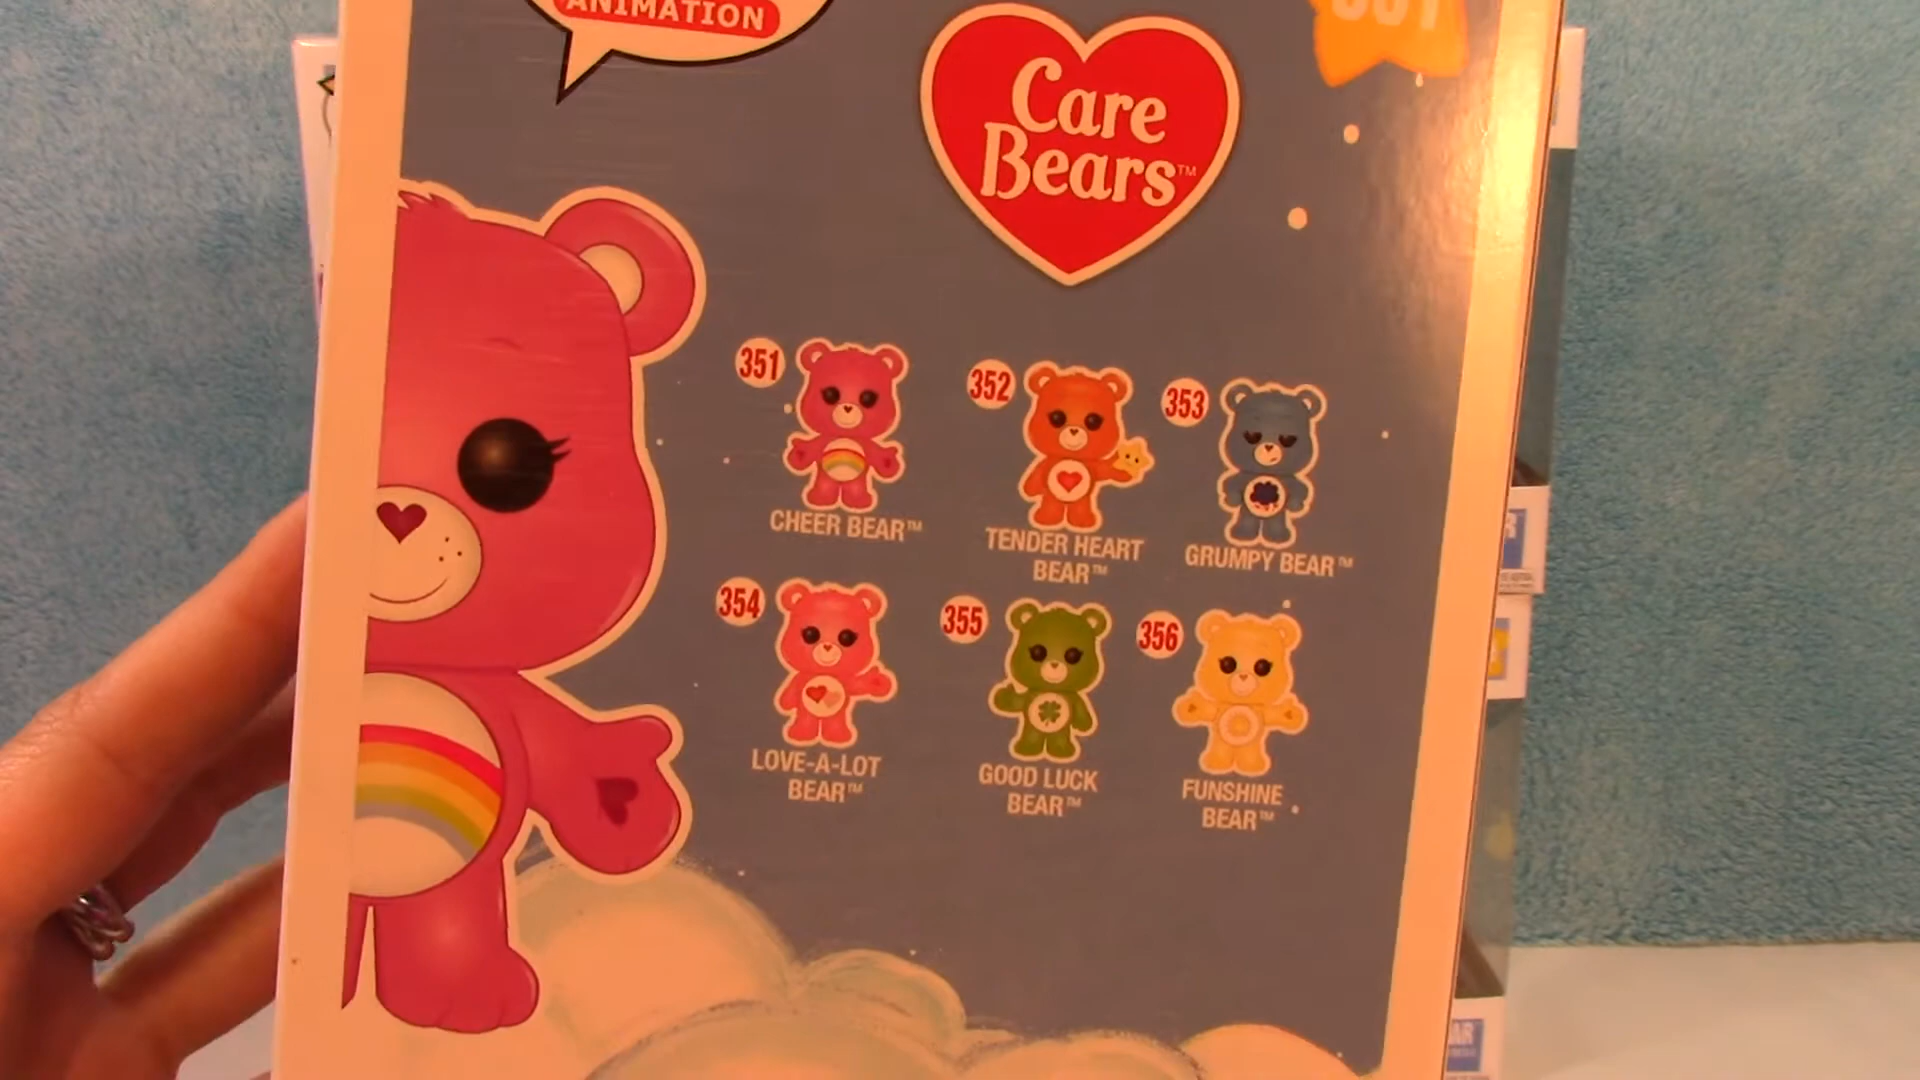 ANIMATION
351
Care
Bears™
351
CHEER BEAR™
352
TENDER HEART
BEAR™
353
GRUMPY BEAR™
354
LOVE-A-LOT
BEAR™
355
GOOD LUCK
BEAR™
356
FUNSHINE
BEAR™